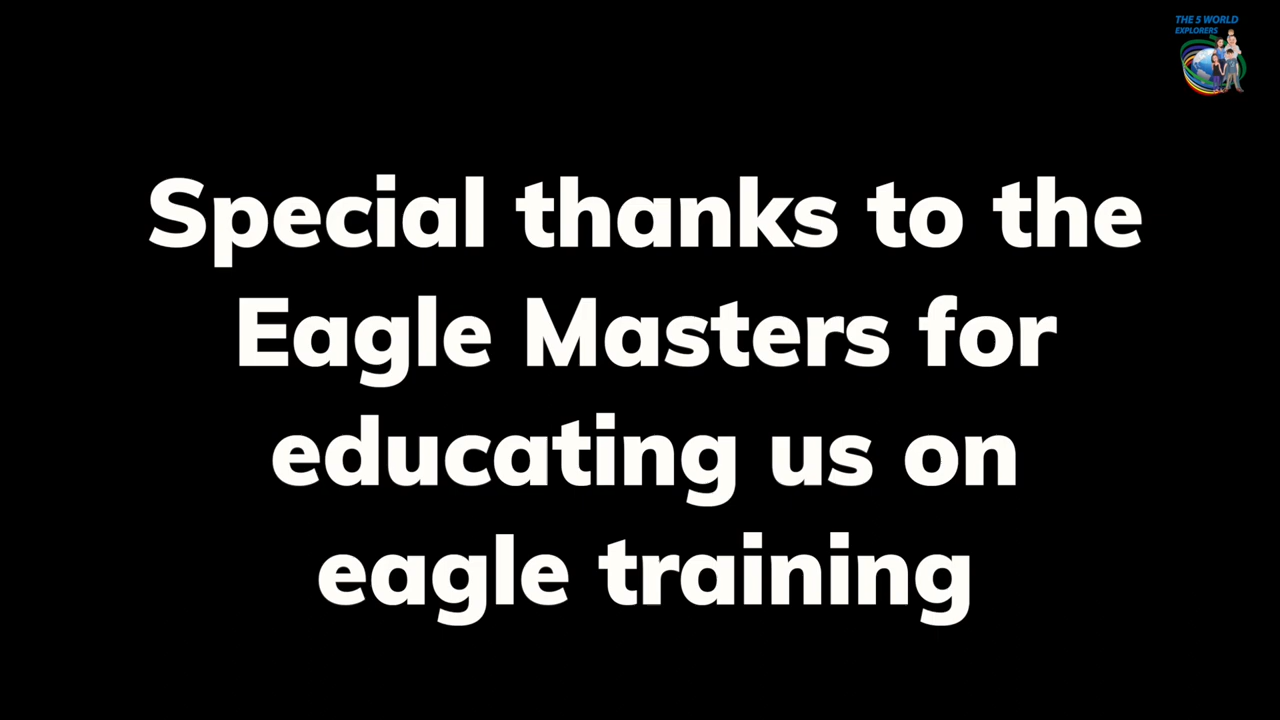 THE 5 WORLD
EXPLORERS
Special thanks to the
Eagle Masters for
educating us on
eagle training